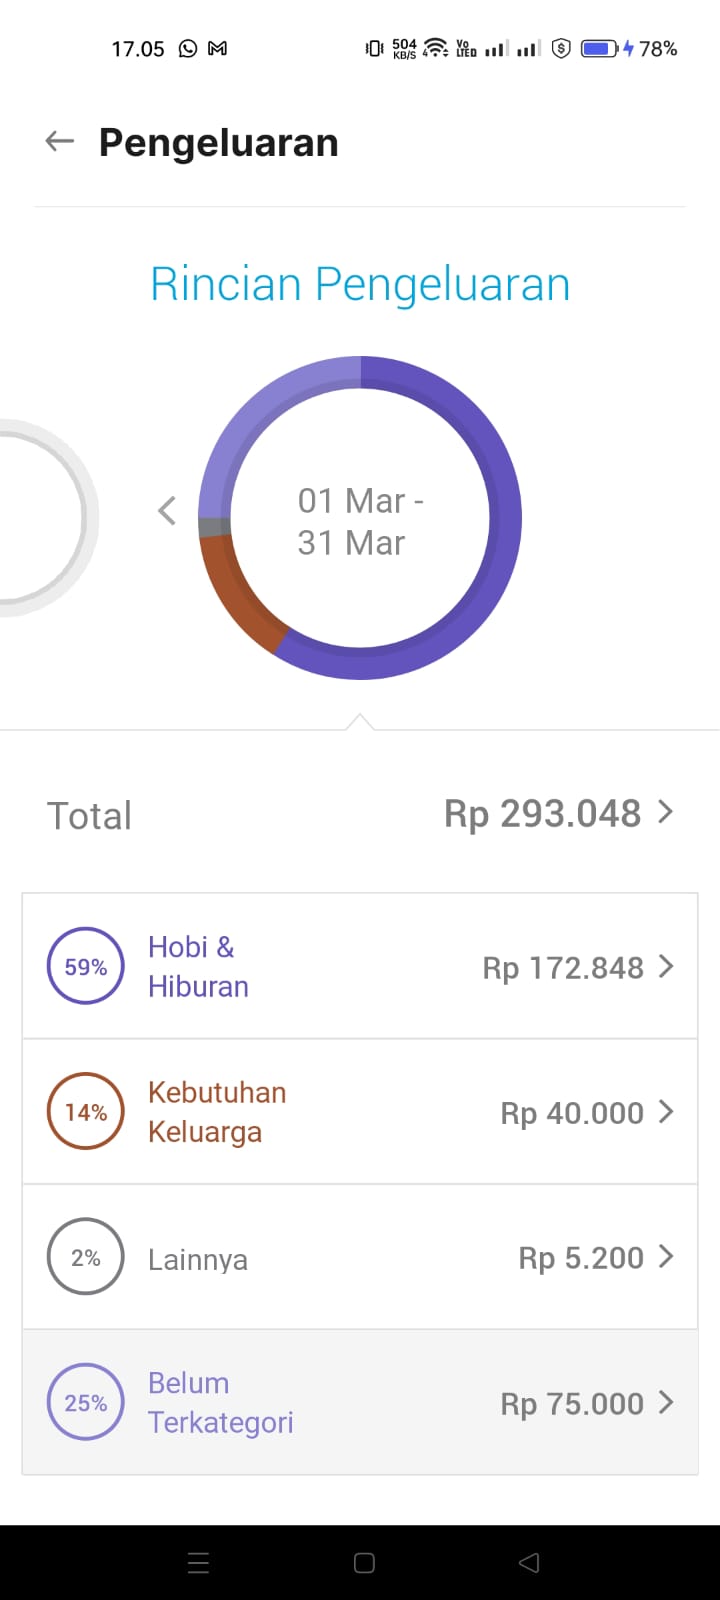 17.05
504 KB/S
Vo LTED
78%
Pengeluaran
Rincian Pengeluaran
01 Mar -
31 Mar
Total Rp 293.048
59% Hobi &
Hiburan Rp 172.848
14% Kebutuhan
Keluarga Rp 40.000
2% Lainnya Rp 5.200
25% Belum
Terkategori Rp 75.000